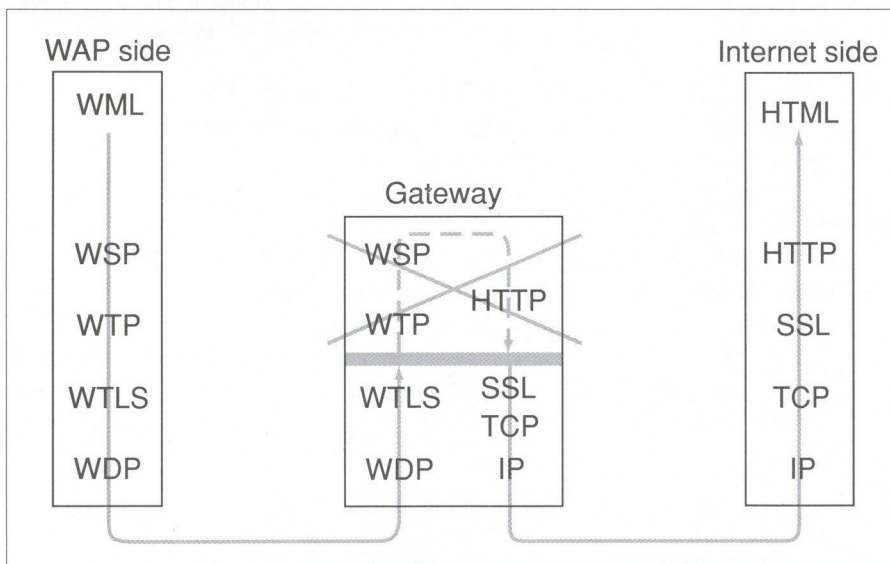 WAP side
WML
WSP
WTP
WTLS
WDP
Gateway
WSP
HTTP
WTP
WTLS
SSL
TCP
WDP
IP
Internet side
HTML
HTTP
SSL
TCP
IP